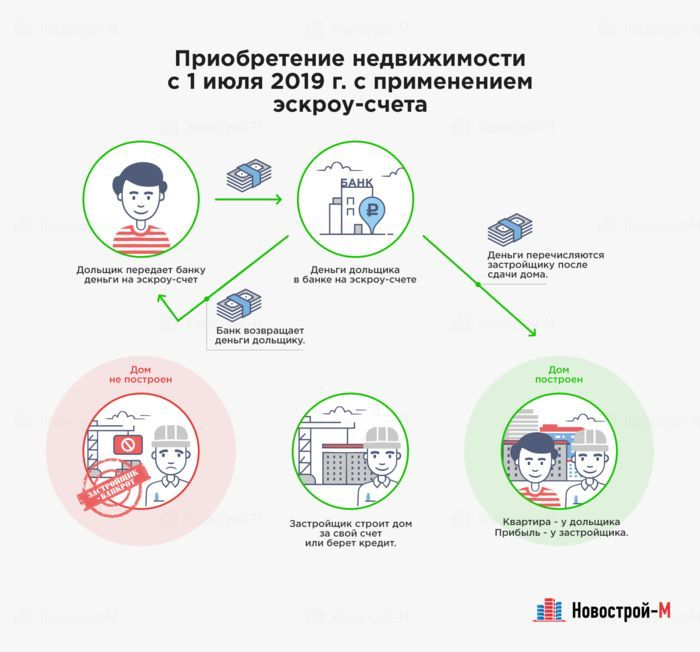 Приобретение недвижимости
с 1 июля 2019 г. с применением
эскроу-счета
БАНК
Дольщик передает банку
деньги на эскроу-счет
Деньги дольщика
в банке на эскроу-счете
Деньги перечисляются
застройщику после
сдачи дома.
Банк возвращает
деньги дольщику.
Дом
не построен
ЗАСТРОЙЩИК
БАНКРОТ
Застройщик строит дом
за свой счет
или берет кредит.
Дом
построен
Квартира - у дольщика
Прибыль - у застройщика.
Новострой-М